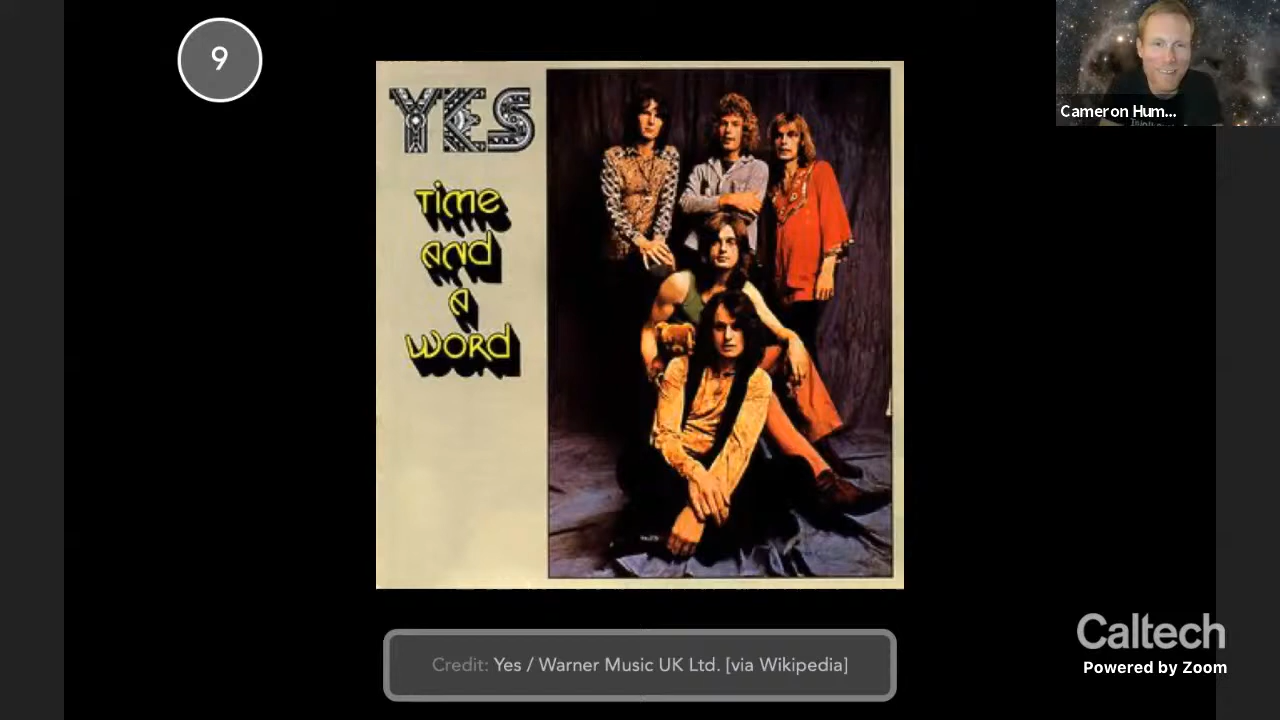 9
YES
Time
and
a
word
Cameron Hum...
Credit: Yes / Warner Music UK Ltd. [via Wikipedia]
Caltech
Powered by Zoom